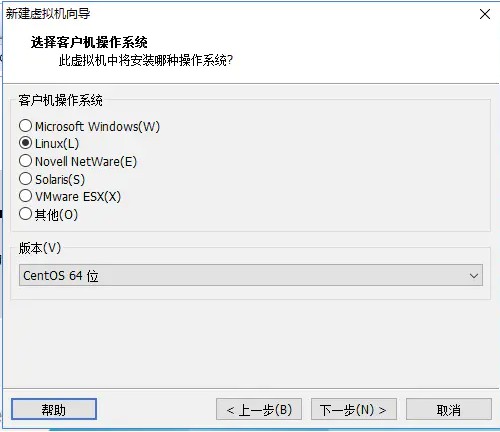 新建虚拟机向导
选择客户机操作系统
此虚拟机中将安装哪种操作系统?
客户机操作系统
Microsoft Windows(W)
Linux(L)
Novell NetWare(E)
Solaris(S)
VMware ESX(X)
其他(O)
版本(V)
CentOS 64 位
帮助
< 上一步(B)
下一步(N) >
取消